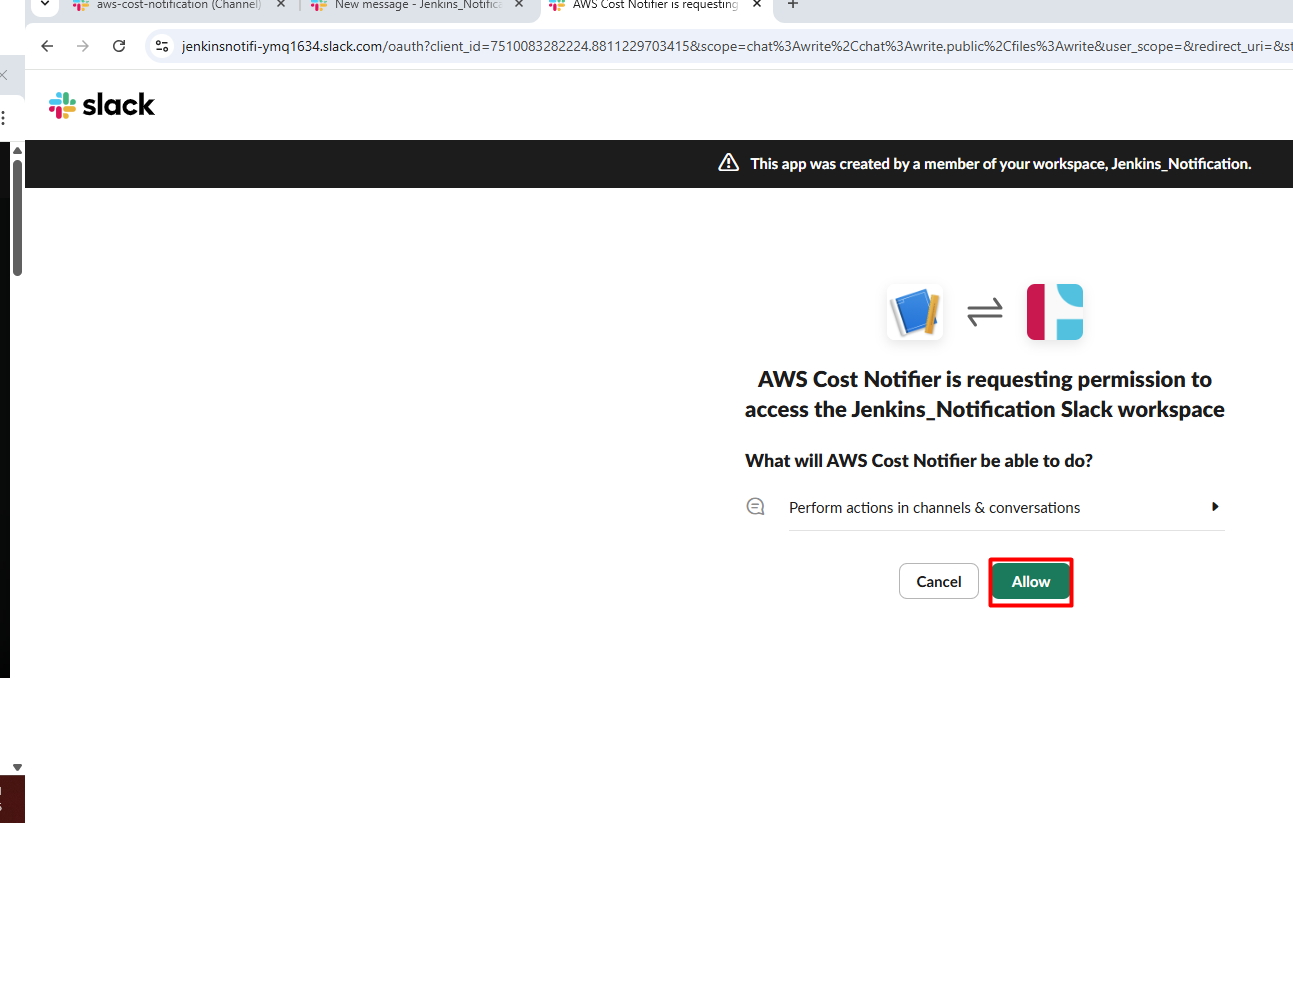 aws-cost-notification (Channel)
New message - Jenkins_Notific
AWS Cost Notifier is requesting
jenkinsnotifi-ymq1634.slack.com/oauth?client_id=7510083282224.8811229703415&scope=chat%3Awrite%2Cchat%3Awrite.public%2Cfiles%3Awrite&user_scope=&redirect_uri=&st
slack
This app was created by a member of your workspace, Jenkins_Notification.
AWS Cost Notifier is requesting permission to
access the Jenkins_Notification Slack workspace
What will AWS Cost Notifier be able to do?
Perform actions in channels & conversations
Cancel
Allow